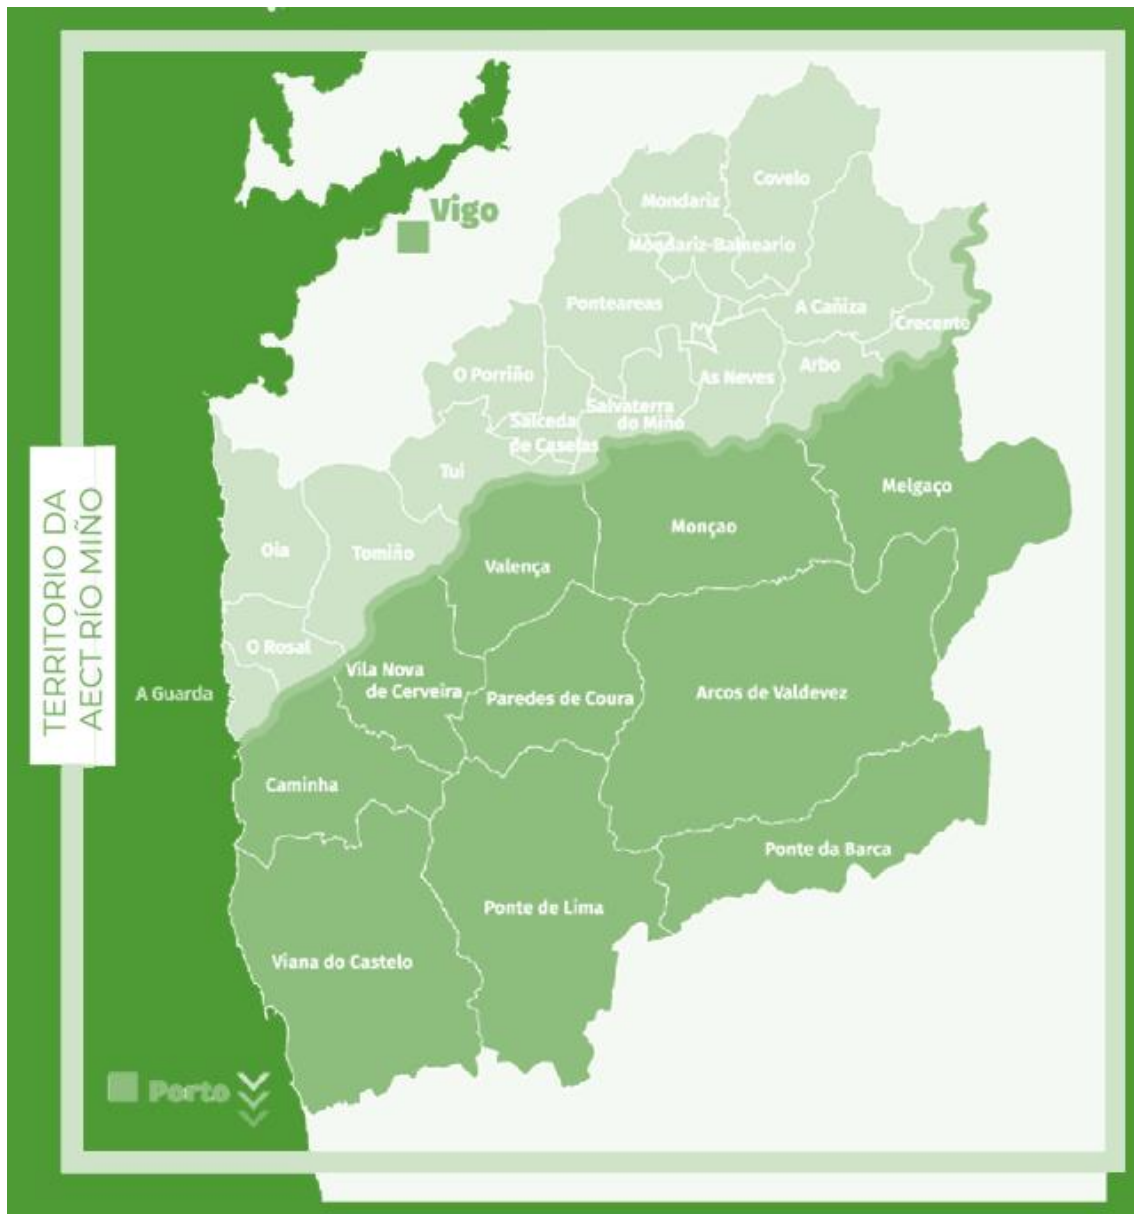 Vigo
Covelo
Mondariz
Mondariz-Balneario
Ponteareas
A Cañiza
Crecente
Arbo
As Neves
O Porriño
Salvaterra
do Miño
Salceda
de Caselas
Tui
Oia
Tomiño
O Rosal
A Guarda
Melgaço
Monçao
Valença
Vila Nova
de Cerveira
Paredes de Coura
Arcos de Valdevez
Caminha
Ponte da Barca
Ponte de Lima
Viana do Castelo
Porto
TERRITORIO DA
AECT RÍO MIÑO